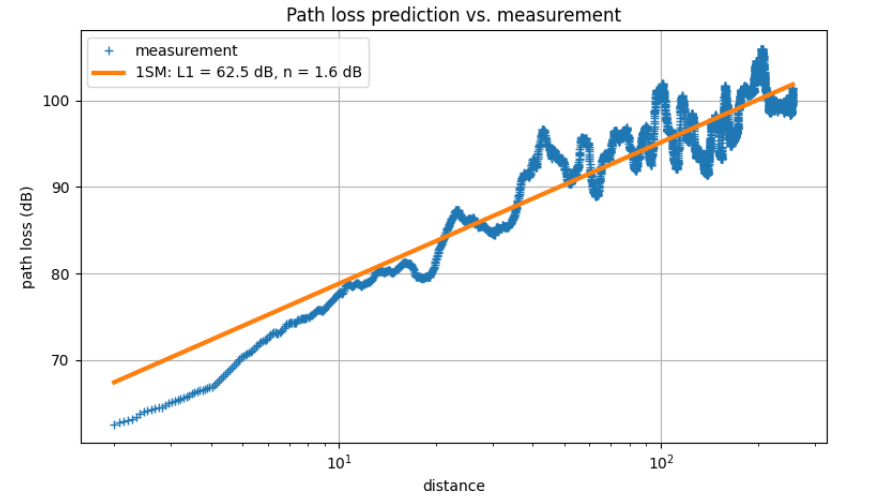 Path loss prediction vs. measurement
measurement
1SM: L1 = 62.5 dB, n = 1.6 dB
path loss (dB)
100
90
80
70
10¹
10²
distance